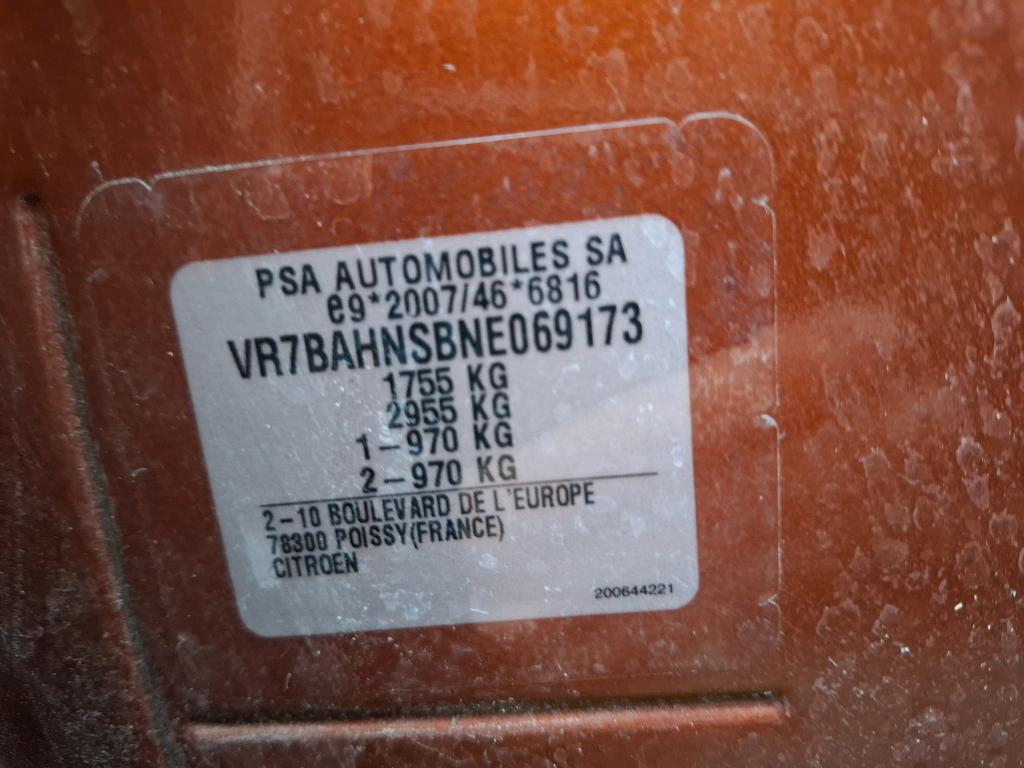 PSA AUTOMOBILES SA
e9*2007/46*6816
VR7BAHNSBNE069173
1755 KG
2955 KG
1-970 KG
2-970 KG
2-10 BOULEVARD DE L'EUROPE
78300 POISSY(FRANCE)
CITROEN
200644221